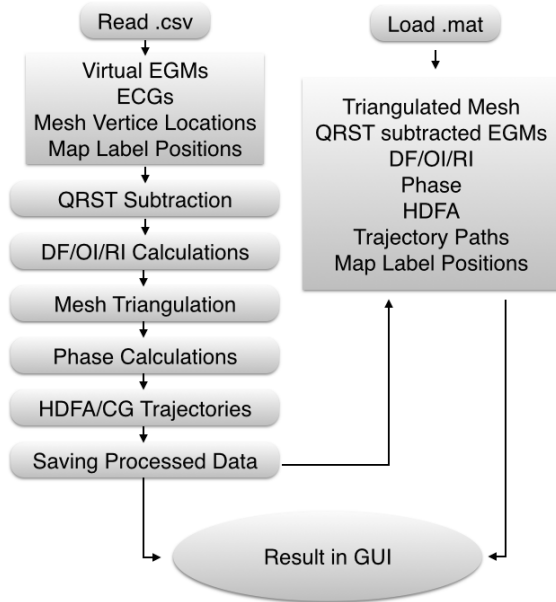 Read .csv
Virtual EGMs
ECGs
Mesh Vertice Locations
Map Label Positions
QRST Subtraction
DF/OI/RI Calculations
Mesh Triangulation
Phase Calculations
HDFA/CG Trajectories
Saving Processed Data
Load .mat
Triangulated Mesh
QRST subtracted EGMs
DF/OI/RI
Phase
HDFA
Trajectory Paths
Map Label Positions
Result in GUI